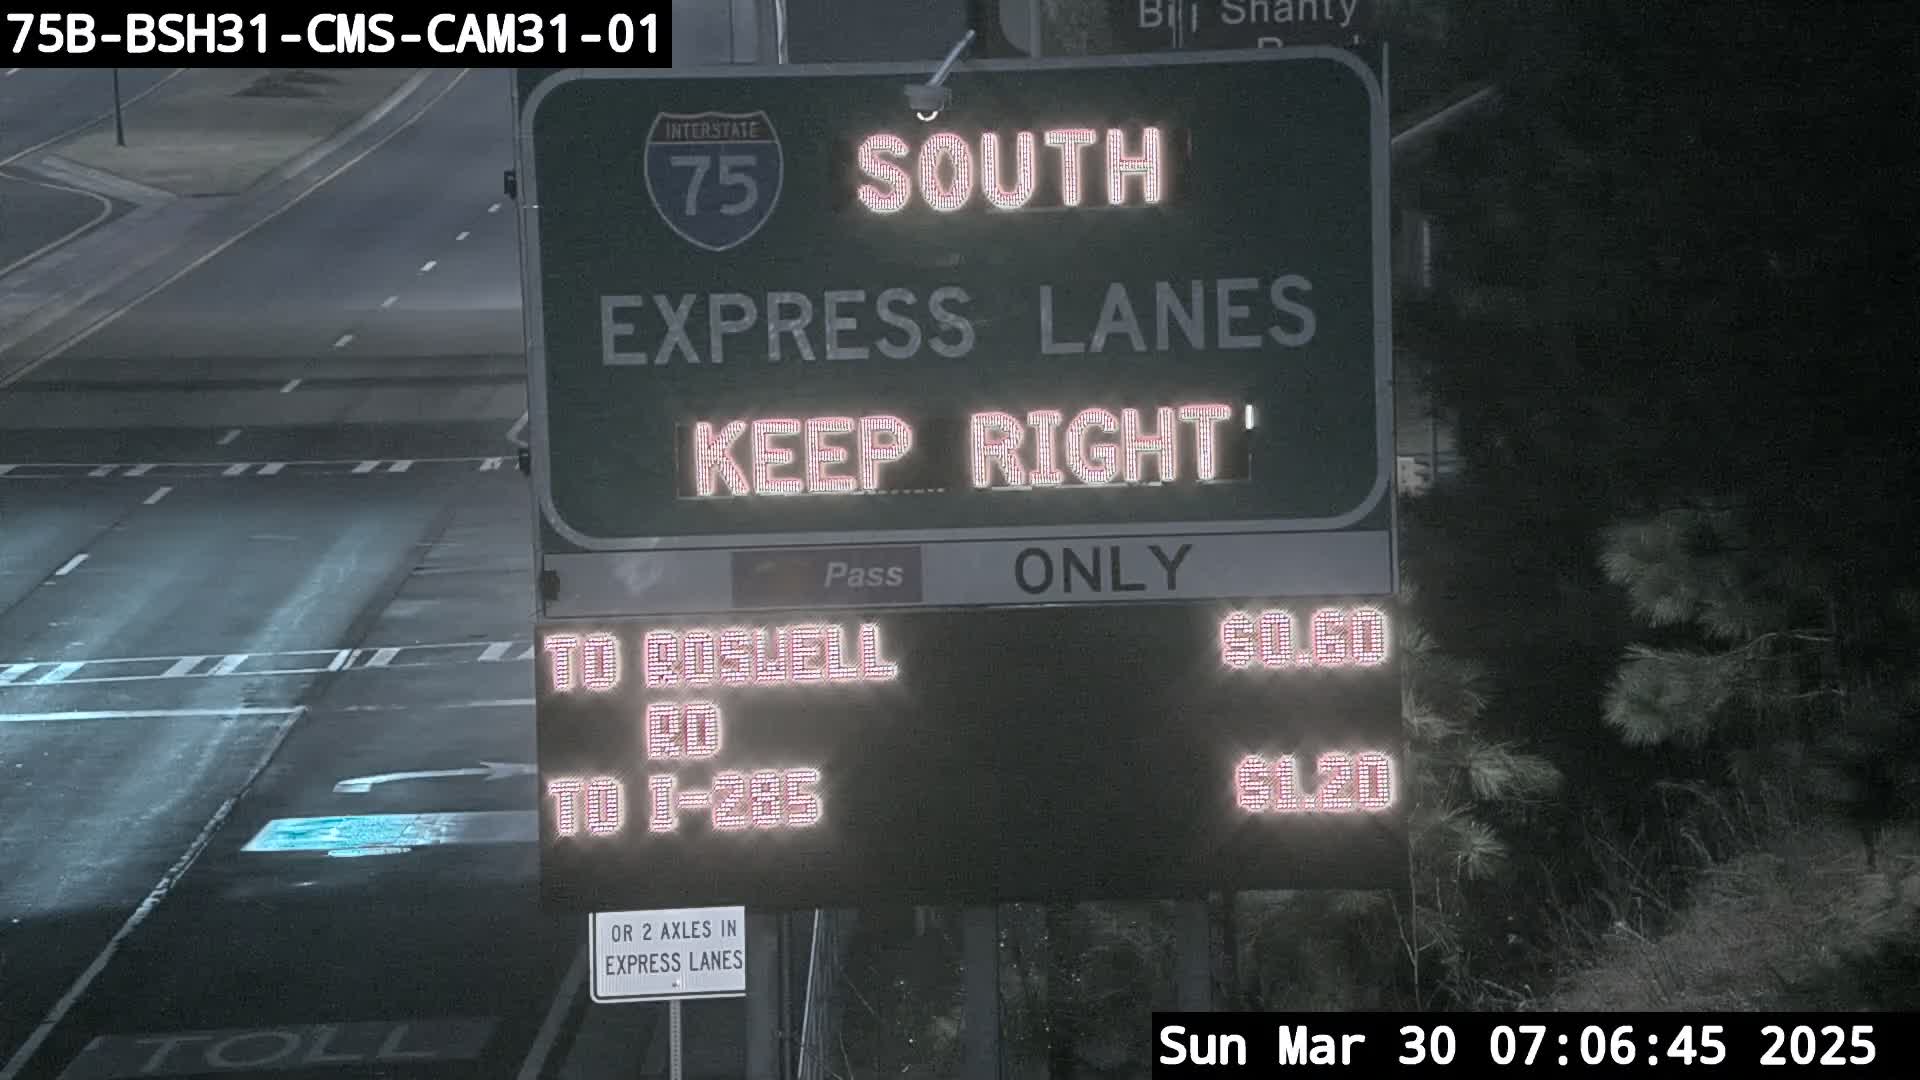 75B-BSH31-CMS-CAM31-01
Shanty
INTERSTATE
75
SOUTH
EXPRESS LANES
KEEP RIGHT
Pass ONLY
TO ROSWELL $0.60
RD
TO I-285 $1.20
OR 2 AXLES IN
EXPRESS LANES
TOLL
Sun Mar 30 07:06:45 2025